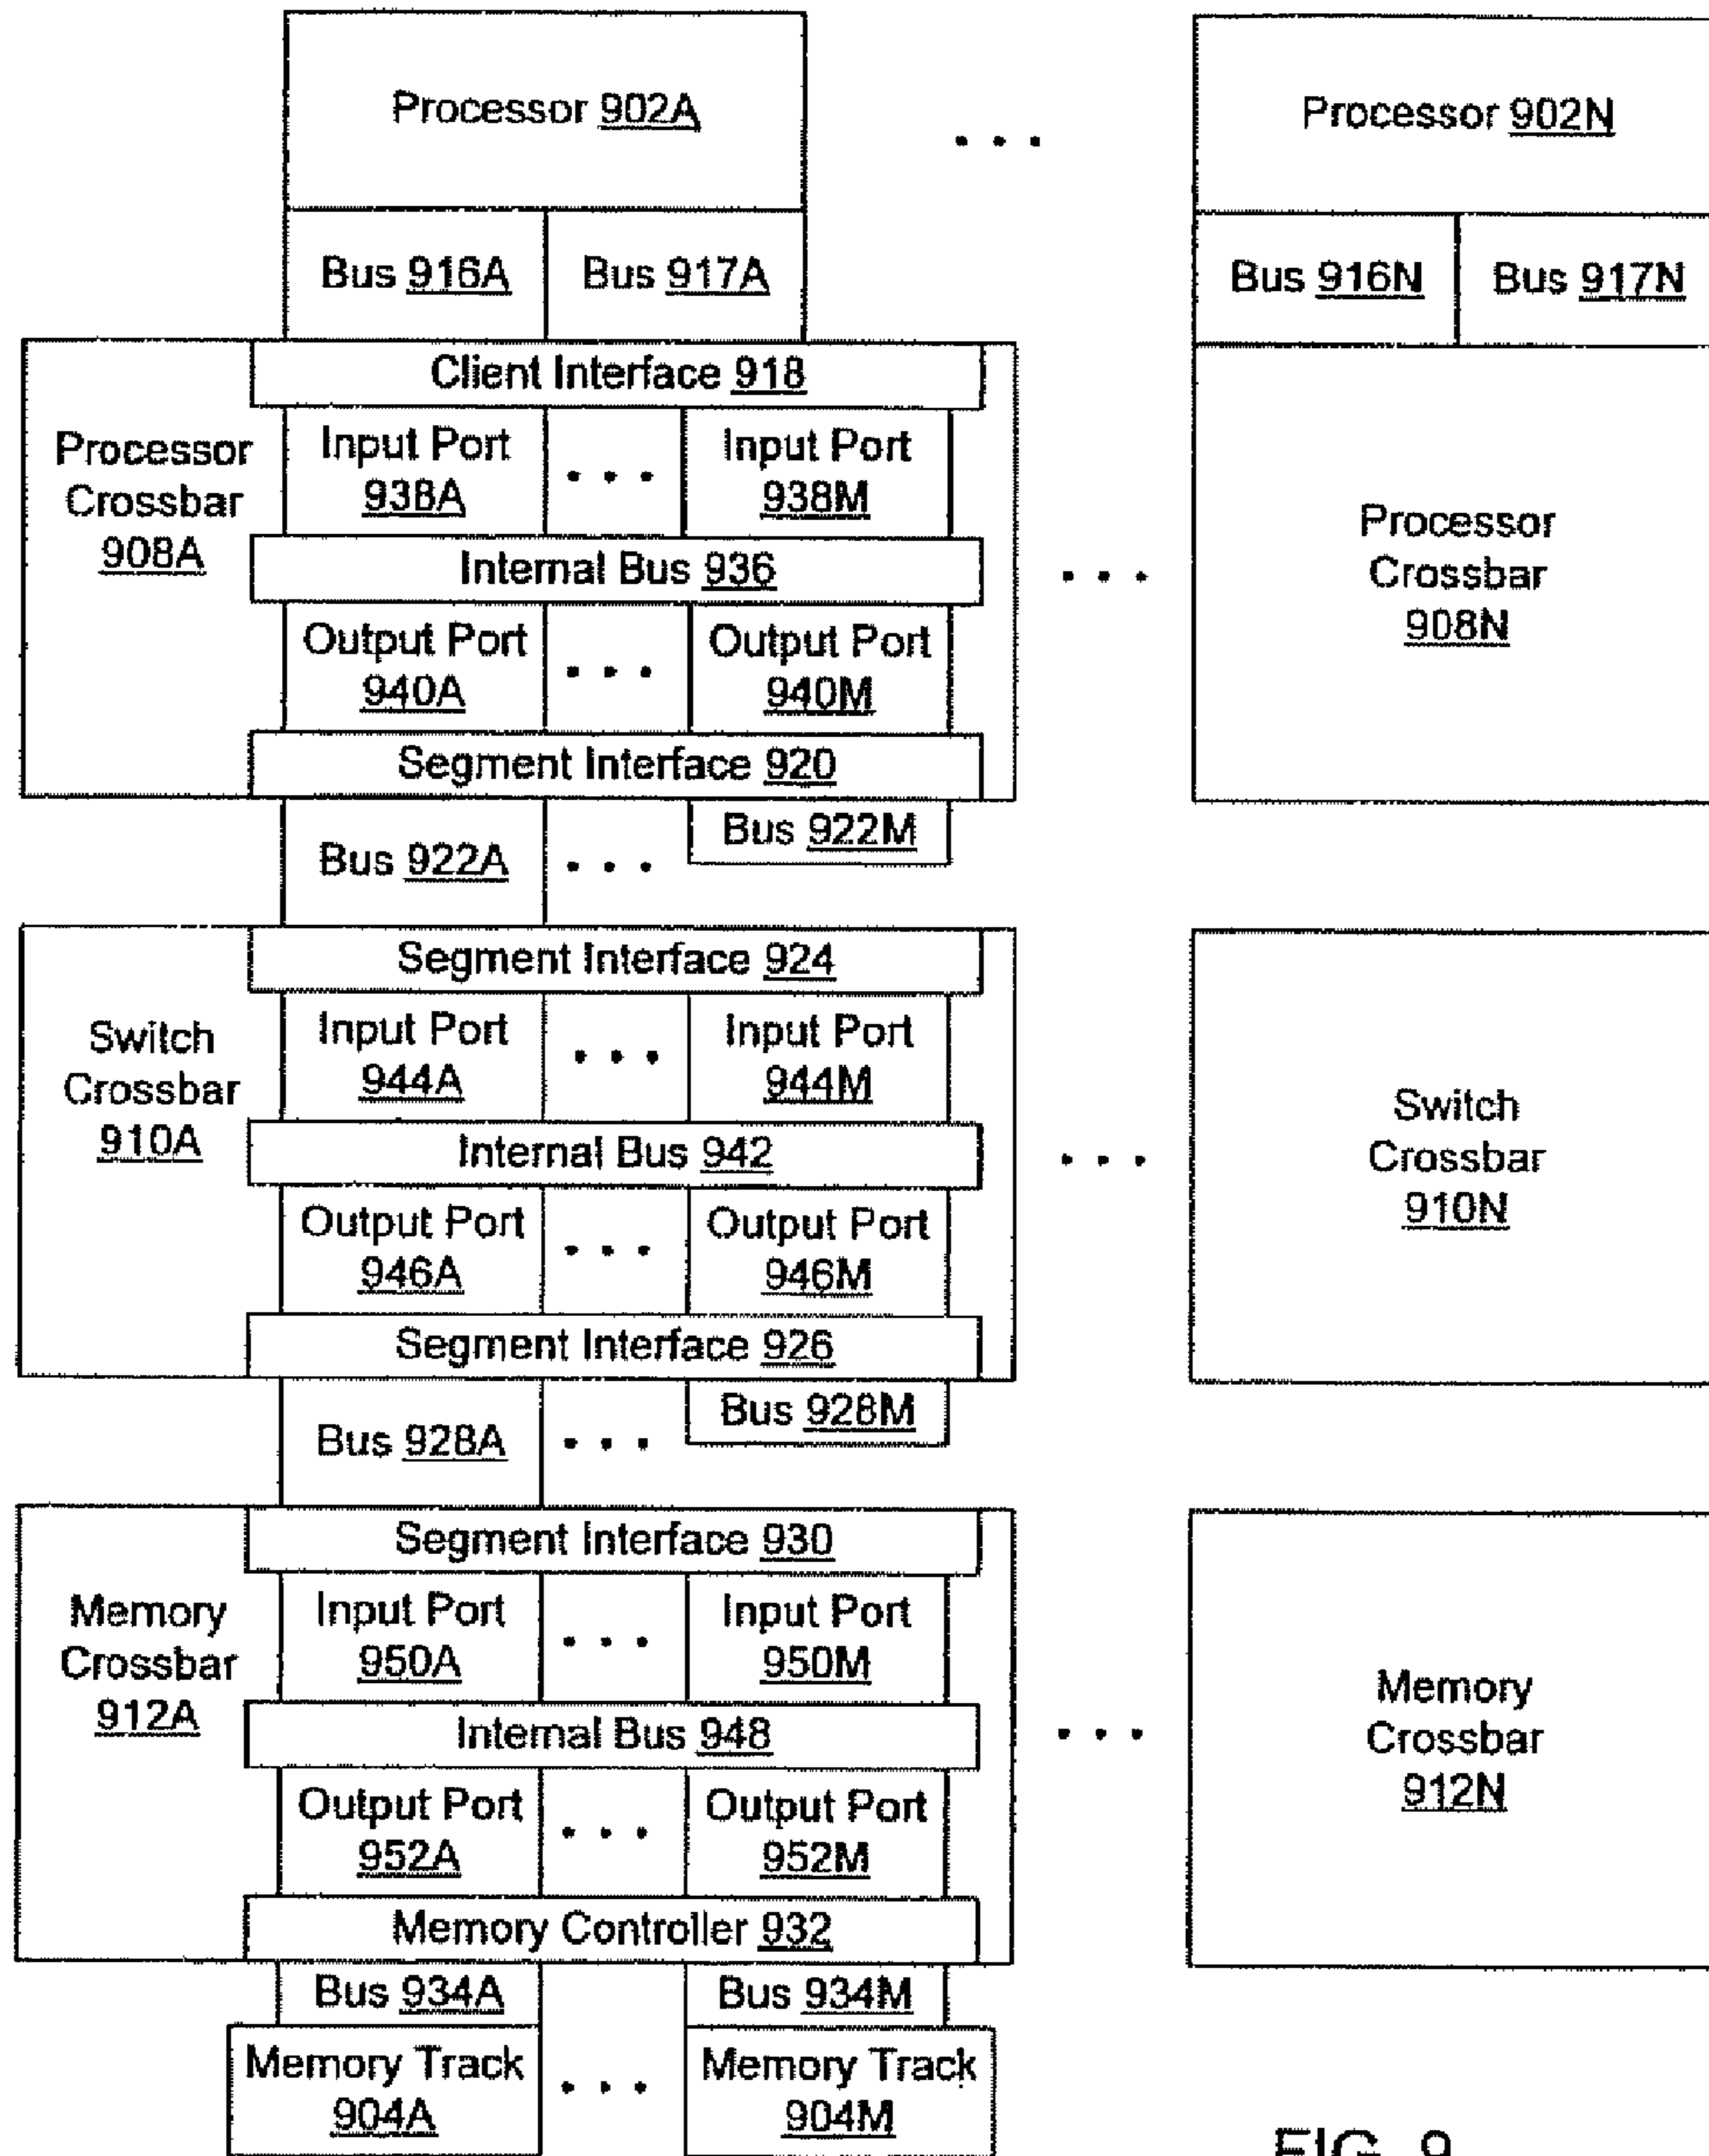 Processor 902A
. . .
Processor 902N
Bus 916A
Bus 917A
Bus 916N
Bus 917N
Client Interface 918
Processor
Crossbar
908A
Input Port
938A
. . .
Input Port
938M
Internal Bus 936
Output Port
940A
. . .
Output Port
940M
Segment Interface 920
. . .
Processor
Crossbar
908N
Bus 922A
. . .
Bus 922M
Segment Interface 924
Switch
Crossbar
910A
Input Port
944A
. . .
Input Port
944M
Internal Bus 942
Output Port
946A
. . .
Output Port
946M
Segment Interface 926
. . .
Switch
Crossbar
910N
Bus 928A
. . .
Bus 928M
Segment Interface 930
Memory
Crossbar
912A
Input Port
950A
. . .
Input Port
950M
Internal Bus 948
Output Port
952A
. . .
Output Port
952M
Memory Controller 932
. . .
Memory
Crossbar
912N
Bus 934A
Bus 934M
Memory Track
904A
. . .
Memory Track
904M
FIG. 9